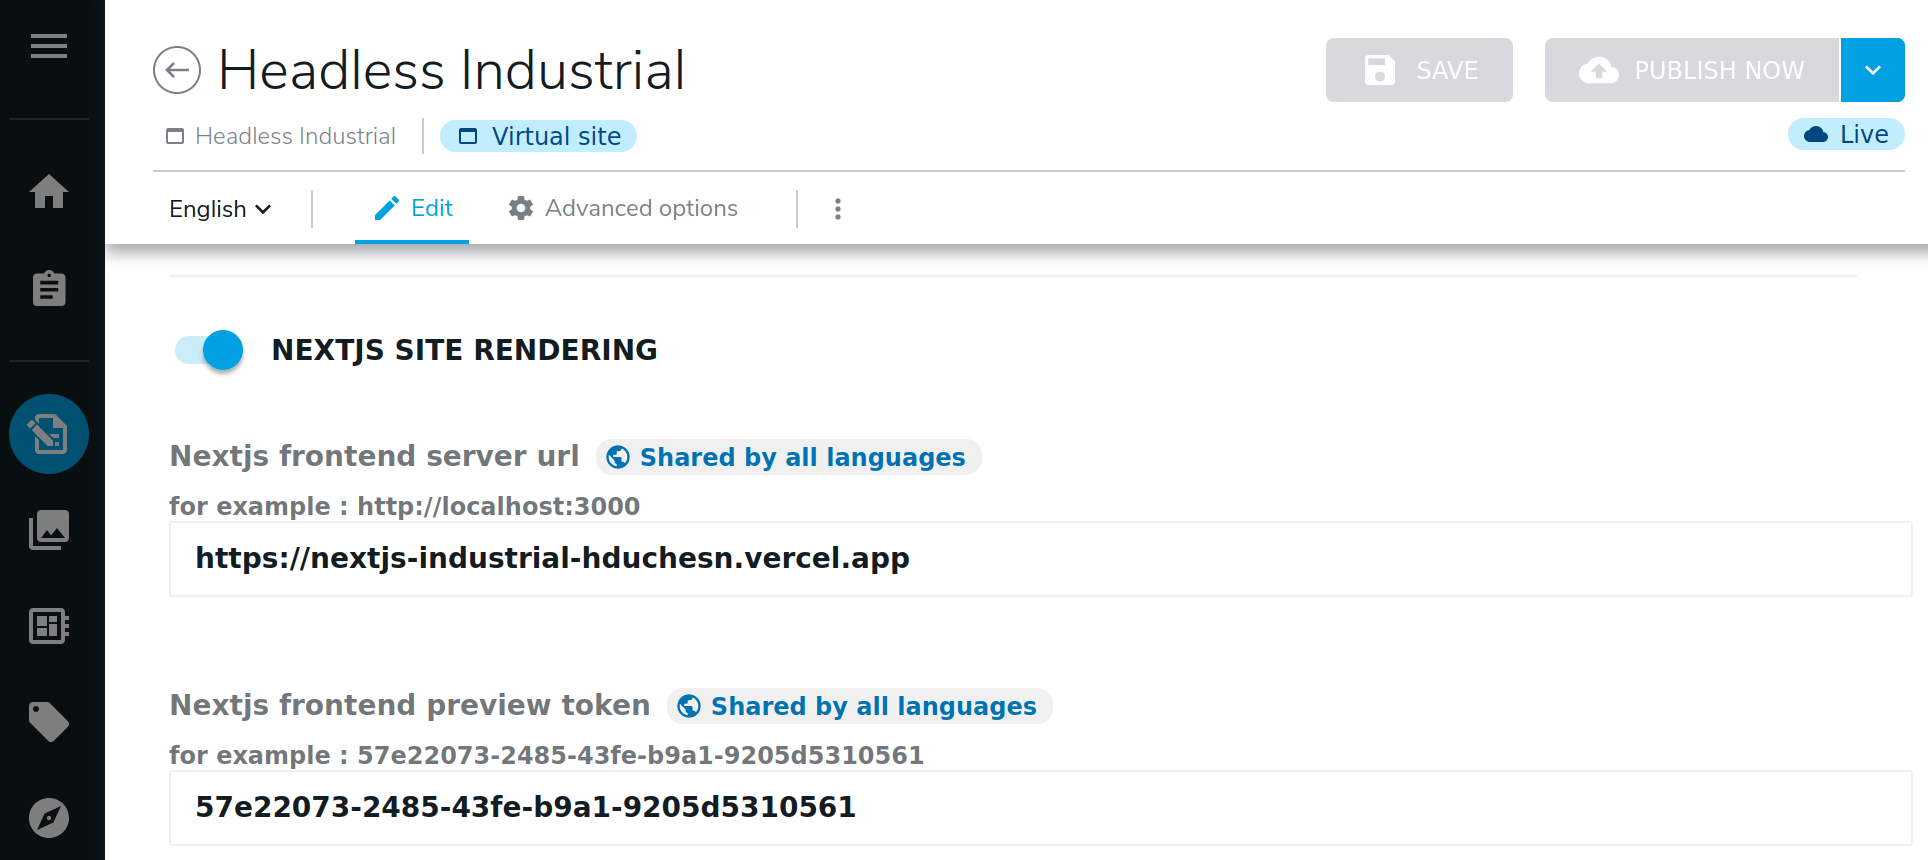 Headless Industrial
SAVE
PUBLISH NOW
Headless Industrial
Virtual site
Live
English
Edit
Advanced options
NEXTJS SITE RENDERING
Nextjs frontend server url
Shared by all languages
for example : http://localhost:3000
https://nextjs-industrial-hduchesn.vercel.app
Nextjs frontend preview token
Shared by all languages
for example : 57e22073-2485-43fe-b9a1-9205d5310561
57e22073-2485-43fe-b9a1-9205d5310561